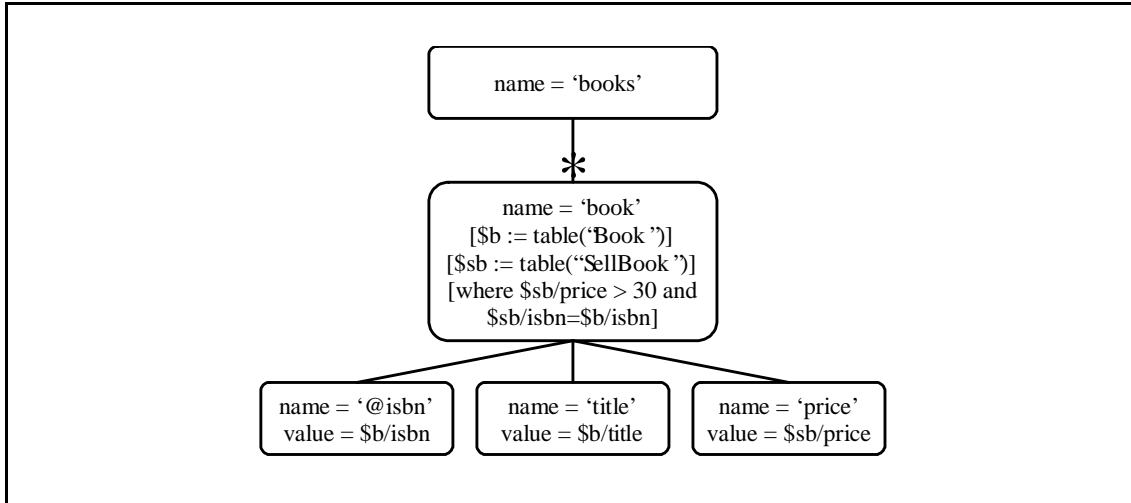 name = ‘books’
*
name = ‘book’
[$b := table(“Book”)]
[$sb := table(“SellBook”)]
[where $sb/price > 30 and
$sb/isbn=$b/isbn]
name = ‘@isbn’
value = $b/isbn
name = ‘title’
value = $b/title
name = ‘price’
value = $sb/price